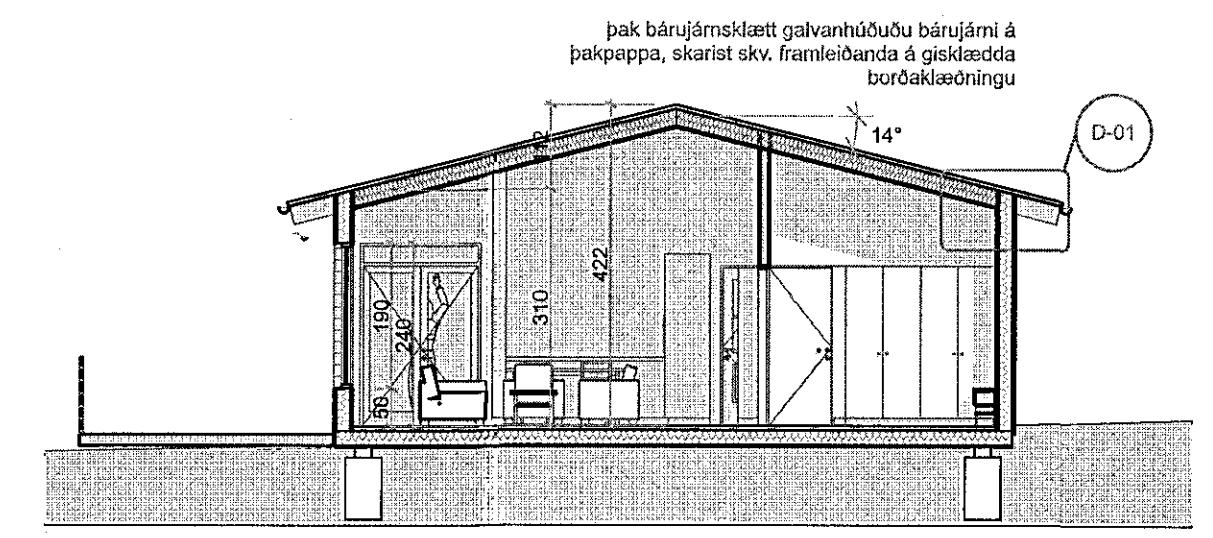 þak bárujárnsklætt galvanhúðuðu bárujárni á
þakpappa, skarist skv. framleiðanda á gisklædda
borðaklæðningu
D-01
14°
422
310
190
240
50